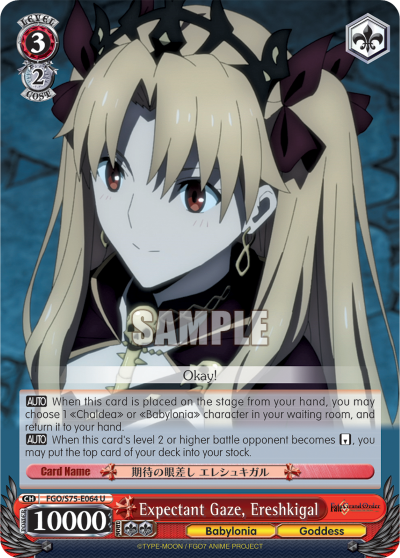 LEVEL
3
2
COST
SAMPLE
Okay!
AUTO When this card is placed on the stage from your hand, you may
choose 1 «Chaldea» or «Babylonia» character in your waiting room, and
return it to your hand.
AUTO When this card's level 2 or higher battle opponent becomes , you
may put the top card of your deck into your stock.
Card Name 期待の眼差し エレシュキガル
CH FGO/S75-E064 U
10000
Expectant Gaze, Ereshkigal
Fate/Grand Order
Babylonia Goddess
©TYPE-MOON / FGO7 ANIME PROJECT